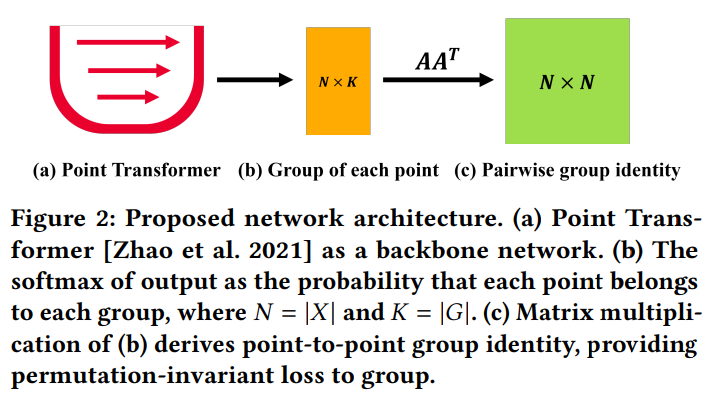 N × K
AAᵀ
N × N
(a) Point Transformer (b) Group of each point (c) Pairwise group identity
Figure 2: Proposed network architecture. (a) Point Trans-
former [Zhao et al. 2021] as a backbone network. (b) The
softmax of output as the probability that each point belongs
to each group, where N = |X| and K = |G|. (c) Matrix multipli-
cation of (b) derives point-to-point group identity, providing
permutation-invariant loss to group.